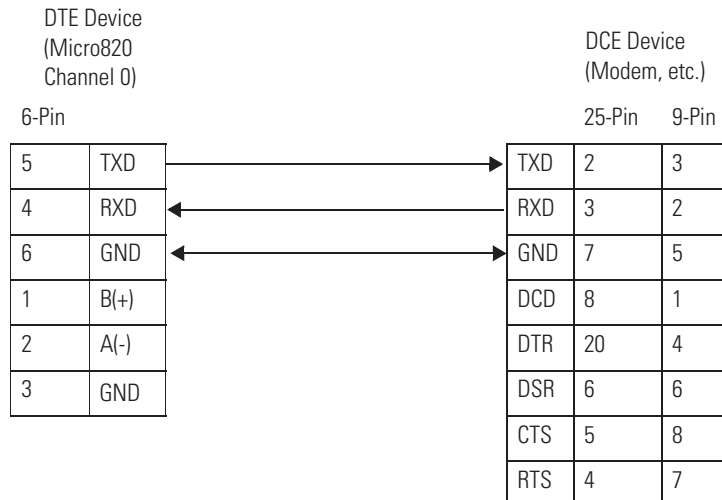 DTE Device
(Micro820
Channel 0)
DCE Device
(Modem, etc.)
6-Pin
25-Pin 9-Pin
5 TXD TXD 2 3
4 RXD RXD 3 2
6 GND GND 7 5
1 B(+) DCD 8 1
2 A(-) DTR 20 4
3 GND DSR 6 6
CTS 5 8
RTS 4 7